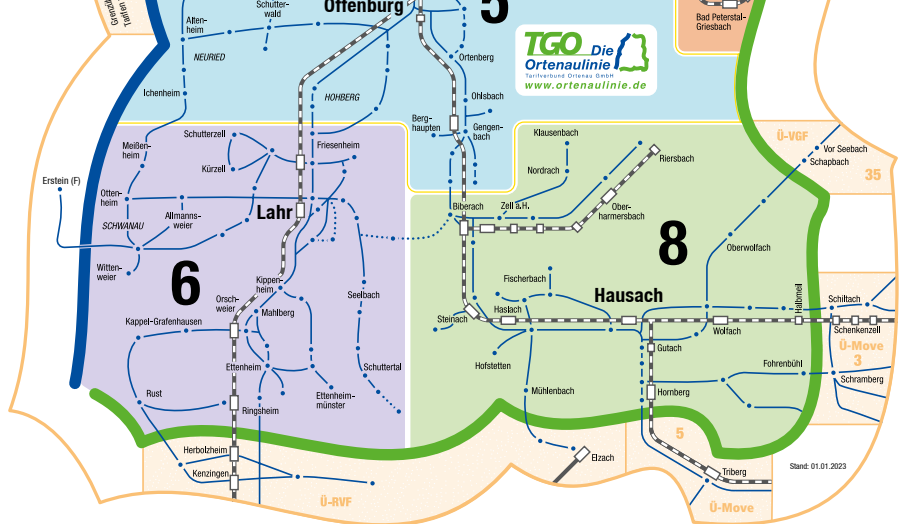 Grenzüb
Tarifen
Schutter-
wald
Offenburg
5
Bad Peterstal-
Griesbach
Alten-
heim
NEURIED
Ortenberg
TGO Die
Ortenaulinie
Tarifverbund Ortenau GmbH
www.ortenaulinie.de
Ichenheim
HOHBERG
Ohlsbach
Berg-
haupten
Gengen-
bach
Klausenbach
Ü-VGF
Schutterzell
Meißen-
heim
Friesenheim
Vor Seebach
Schapbach
Riersbach
Kürzell
Nordrach
35
Erstein (F)
Otten-
heim
Allmanns-
weier
SCHWANAU
Lahr
Biberach
Zell a.H.
Ober-
harmersbach
8
Oberwolfach
Witten-
weier
6
Kippen-
heim
Fischerbach
Hausach
Halbmeil
Seelbach
Orsch-
weier
Mahlberg
Haslach
Schiltach
Kappel-Grafenhausen
Steinach
Wolfach
Schenkenzell
Gutach
Ü-Move
3
Ettenheim
Schuttertal
Hofstetten
Fohrenbühl
Schramberg
Rust
Ettenheim-
münster
Mühlenbach
Hornberg
Ringsheim
5
Herbolzheim
Elzach
Stand: 01.01.2023
Kenzingen
Triberg
Ü-RVF
Ü-Move